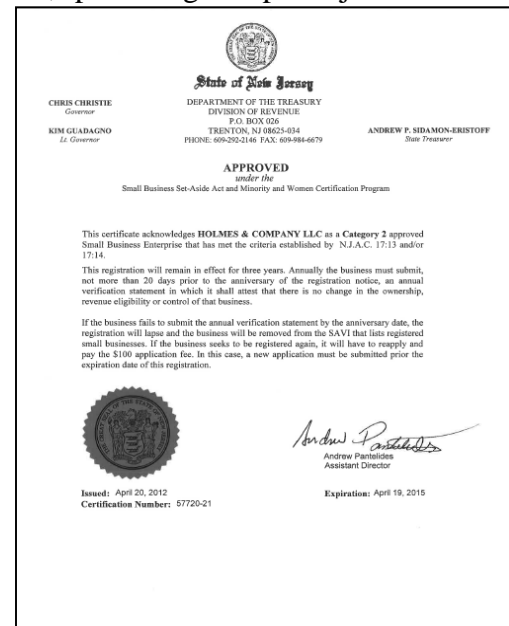 State of New Jersey
CHRIS CHRISTIE
Governor
KIM GUADAGNO
Lt. Governor
DEPARTMENT OF THE TREASURY
DIVISION OF REVENUE
P.O. BOX 026
TRENTON, NJ 08625-034
PHONE: 609-292-2146 FAX: 609-984-6679
ANDREW P. SIDAMON-ERISTOFF
State Treasurer
APPROVED
under the
Small Business Set-Aside Act and Minority and Women Certification Program
This certificate acknowledges HOLMES & COMPANY LLC as a Category 2 approved
Small Business Enterprise that has met the criteria established by N.J.A.C. 17:13 and/or
17:14.
This registration will remain in effect for three years. Annually the business must submit,
not more than 20 days prior to the anniversary of the registration notice, an annual
verification statement in which it shall attest that there is no change in the ownership,
revenue eligibility or control of that business.
If the business fails to submit the annual verification statement by the anniversary date, the
registration will lapse and the business will be removed from the SAVI that lists registered
small businesses. If the business seeks to be registered again, it will have to reapply and
pay the $100 application fee. In this case, a new application must be submitted prior the
expiration date of this registration.
Andrew Pantelides
Andrew Pantelides
Assistant Director
Issued: April 20, 2012
Certification Number: 57720-21
Expiration: April 19, 2015